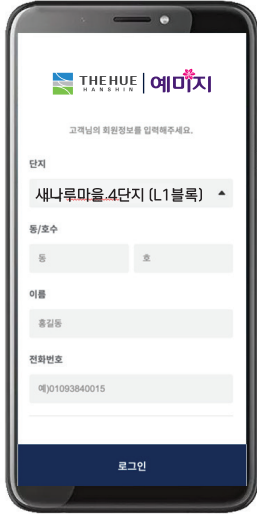 THEHUE 예미지
HANSHIN
고객님의 회원정보를 입력해주세요.
단지
새나루마을 4단지 (L1블록)
동/호수
동 호
이름
홍길동
전화번호
예)01093840015
로그인